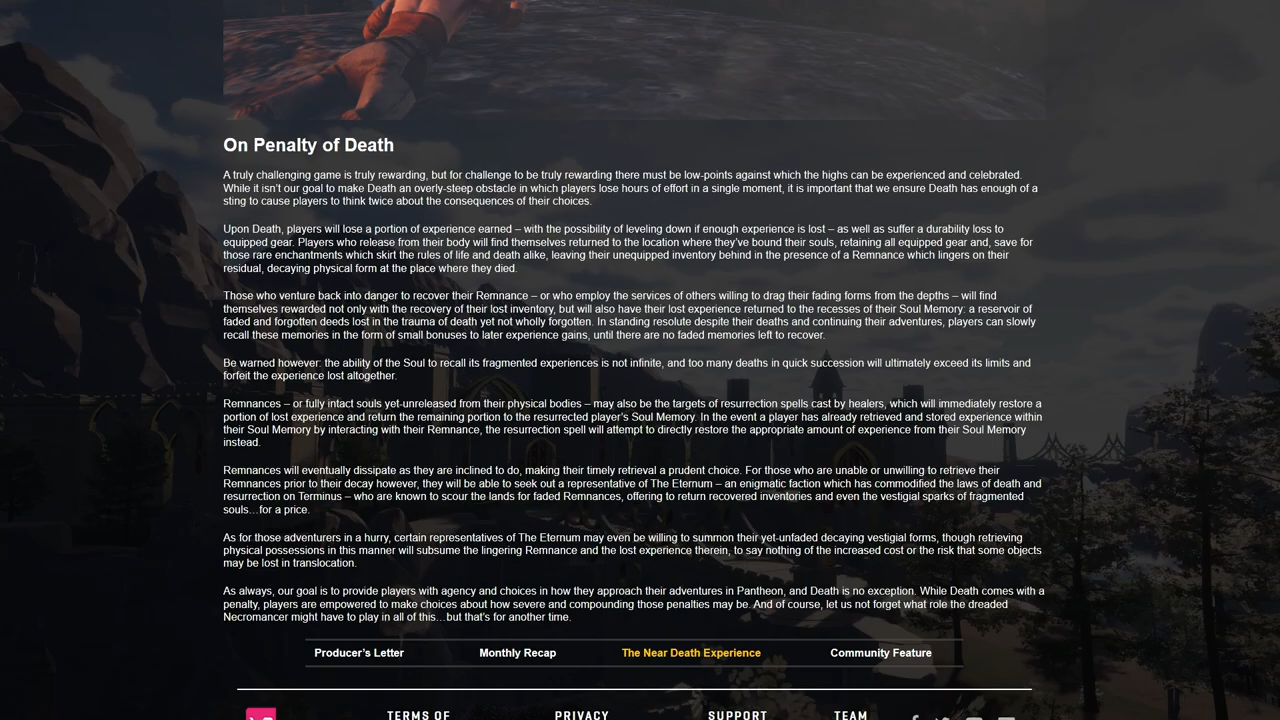 On Penalty of Death
A truly challenging game is truly rewarding, but for challenge to be truly rewarding there must be low-points against which the highs can be experienced and celebrated.
While it isn't our goal to make Death an overly-steep obstacle in which players lose hours of effort in a single moment, it is important that we ensure Death has enough of a
sting to cause players to think twice about the consequences of their choices.
Upon Death, players will lose a portion of experience earned – with the possibility of leveling down if enough experience is lost – as well as suffer a durability loss to
equipped gear. Players who release from their body will find themselves returned to the location where they've bound their souls, retaining all equipped gear and, save for
those rare enchantments which skirt the rules of life and death alike, leaving their unequipped inventory behind in the presence of a Remnance which lingers on their
residual, decaying physical form at the place where they died.
Those who venture back into danger to recover their Remnance – or who employ the services of others willing to drag their fading forms from the depths – will find
themselves rewarded not only with the recovery of their lost inventory, but will also have their lost experience returned to the recesses of their Soul Memory: a reservoir of
faded and forgotten deeds lost in the trauma of death yet not wholly forgotten. In standing resolute despite their deaths and continuing their adventures, players can slowly
recall these memories in the form of small bonuses to later experience gains, until there are no faded memories left to recover.
Be warned however: the ability of the Soul to recall its fragmented experiences is not infinite, and too many deaths in quick succession will ultimately exceed its limits and
forfeit the experience lost altogether.
Remnances – or fully intact souls yet-unreleased from their physical bodies – may also be the targets of resurrection spells cast by healers, which will immediately restore a
portion of lost experience and return the remaining portion to the resurrected player's Soul Memory. In the event a player has already retrieved and stored experience within
their Soul Memory by interacting with their Remnance, the resurrection spell will attempt to directly restore the appropriate amount of experience from their Soul Memory
instead.
Remnances will eventually dissipate as they are inclined to do, making their timely retrieval a prudent choice. For those who are unable or unwilling to retrieve their
Remnances prior to their decay however, they will be able to seek out a representative of The Eternum – an enigmatic faction which has commodified the laws of death and
resurrection on Terminus – who are known to scour the lands for faded Remnances, offering to return recovered inventories and even the vestigial sparks of fragmented
souls…for a price.
As for those adventurers in a hurry, certain representatives of The Eternum may even be willing to summon their yet-unfaded decaying vestigial forms, though retrieving
physical possessions in this manner will subsume the lingering Remnance and the lost experience therein, to say nothing of the increased cost or the risk that some objects
may be lost in translocation.
As always, our goal is to provide players with agency and choices in how they approach their adventures in Pantheon, and Death is no exception. While Death comes with a
penalty, players are empowered to make choices about how severe and compounding those penalties may be. And of course, let us not forget what role the dreaded
Necromancer might have to play in all of this…but that's for another time.
Producer's Letter Monthly Recap The Near Death Experience Community Feature
TERMS OF PRIVACY SUPPORT TEAM